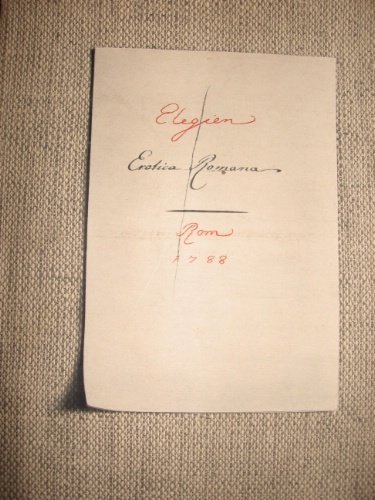 Elegien
Erotica Romana
Rom
1788